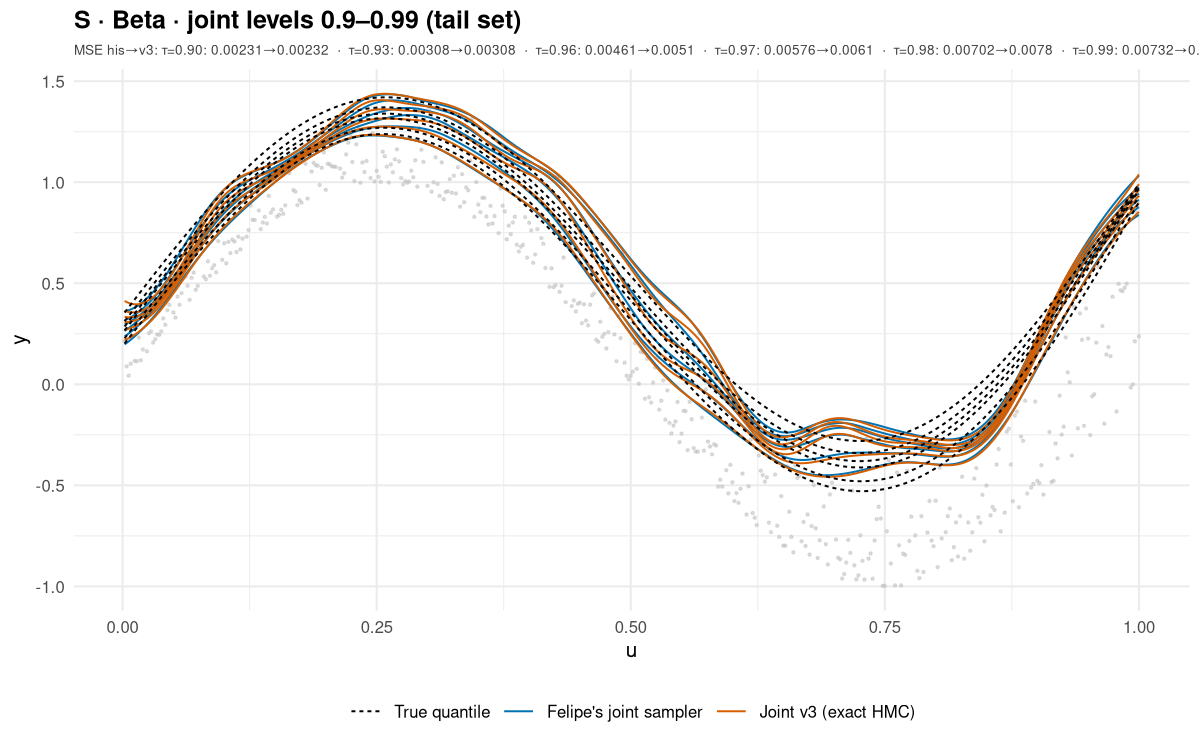 S · Beta · joint levels 0.9–0.99 (tail set)
MSE his→v3: τ=0.90: 0.00231→0.00232 · τ=0.93: 0.00308→0.00308 · τ=0.96: 0.00461→0.0051 · τ=0.97: 0.00576→0.0061 · τ=0.98: 0.00702→0.0078 · τ=0.99: 0.00732→0.
1.5
1.0
0.5
0.0
-0.5
-1.0
y
0.00 0.25 0.50 0.75 1.00
u
True quantile Felipe's joint sampler Joint v3 (exact HMC)